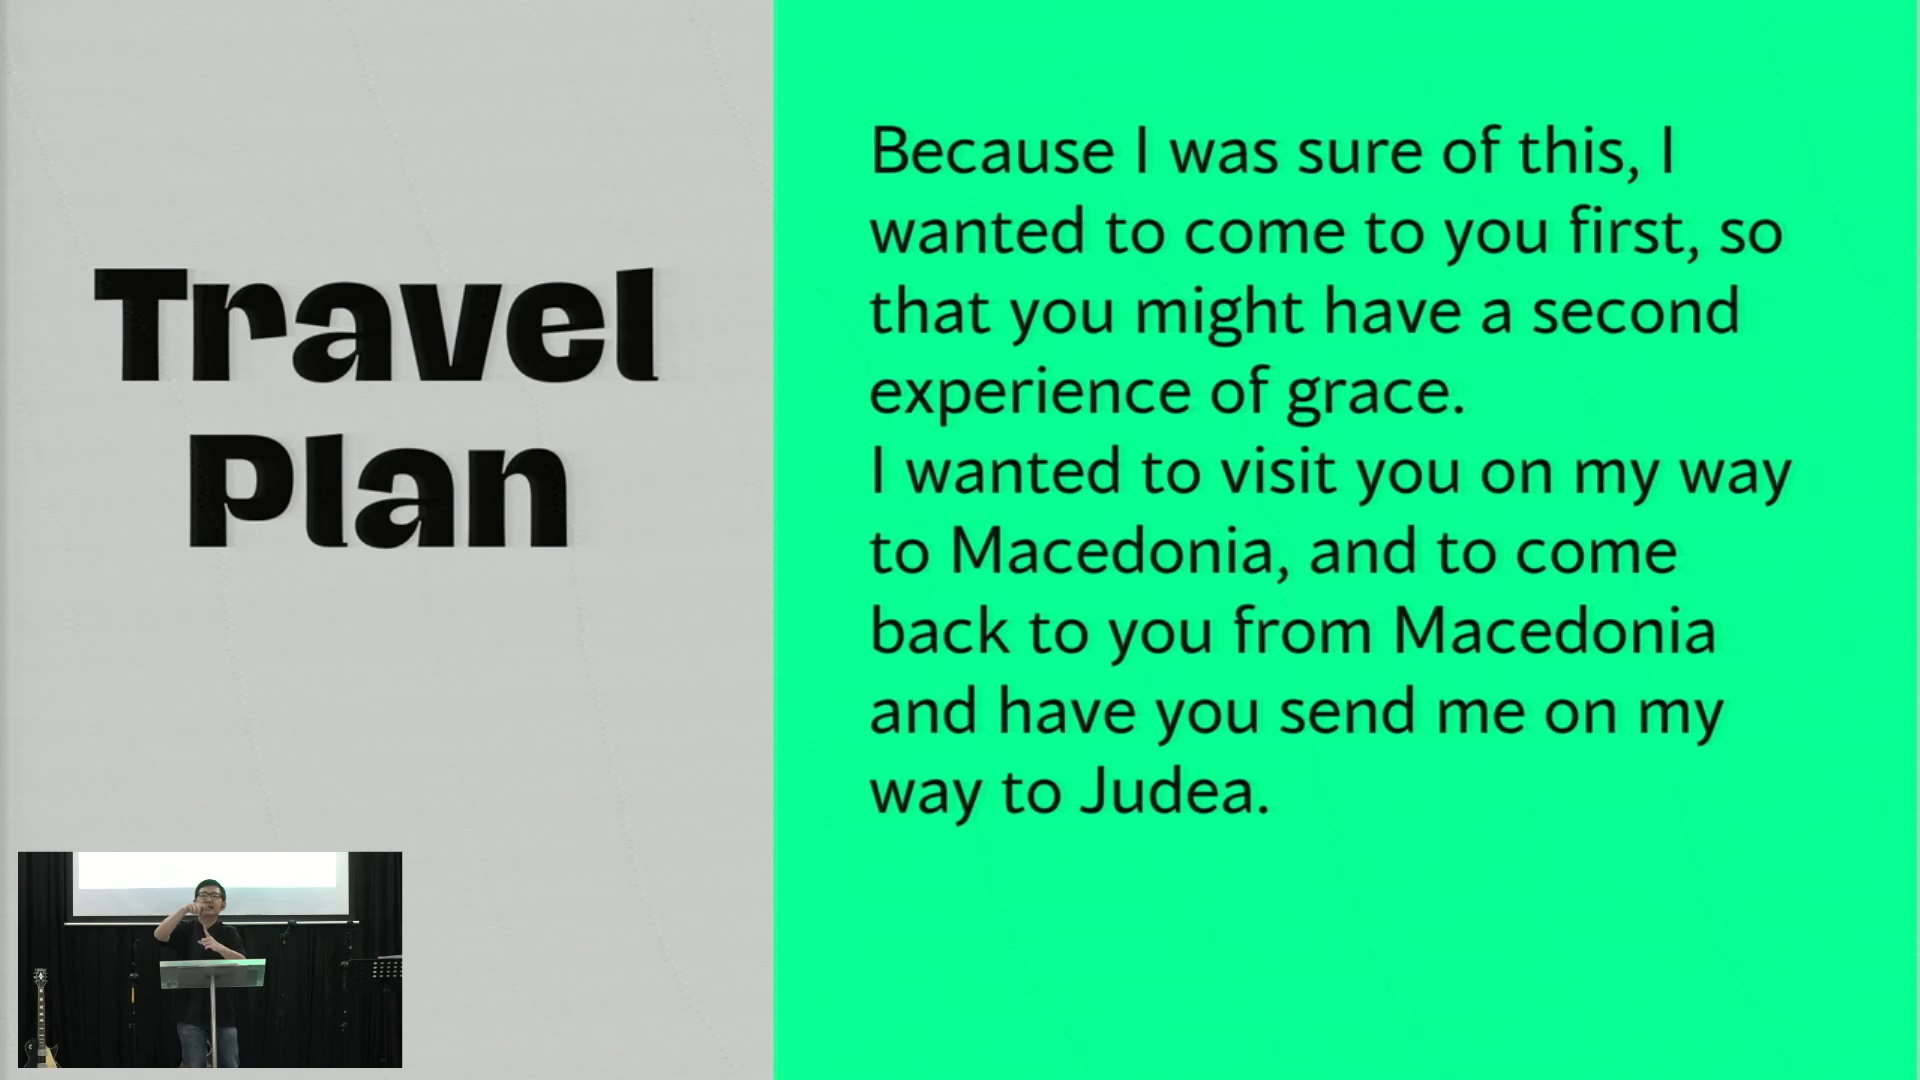 Travel
Plan
Because I was sure of this, I
wanted to come to you first, so
that you might have a second
experience of grace.
I wanted to visit you on my way
to Macedonia, and to come
back to you from Macedonia
and have you send me on my
way to Judea.